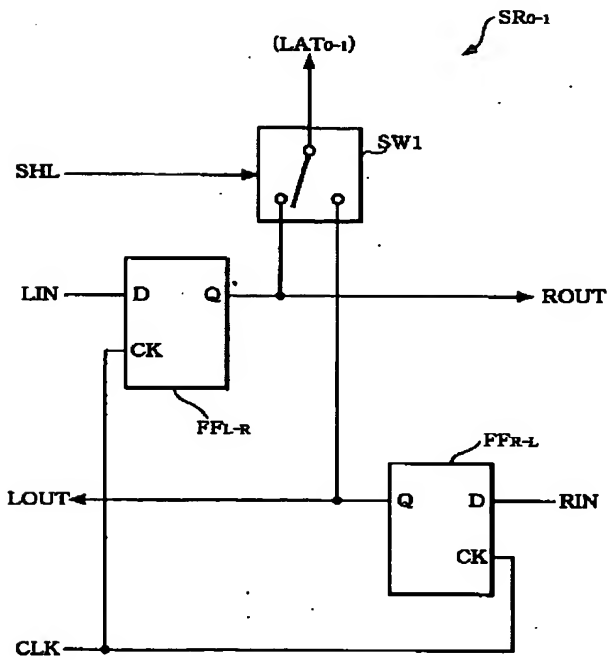 SR0-1
(LAT0-1)
SW1
SHL
LIN
D
Q
ROUT
CK
FFL-R
FFR-L
LOUT
Q
D
RIN
CK
CLK